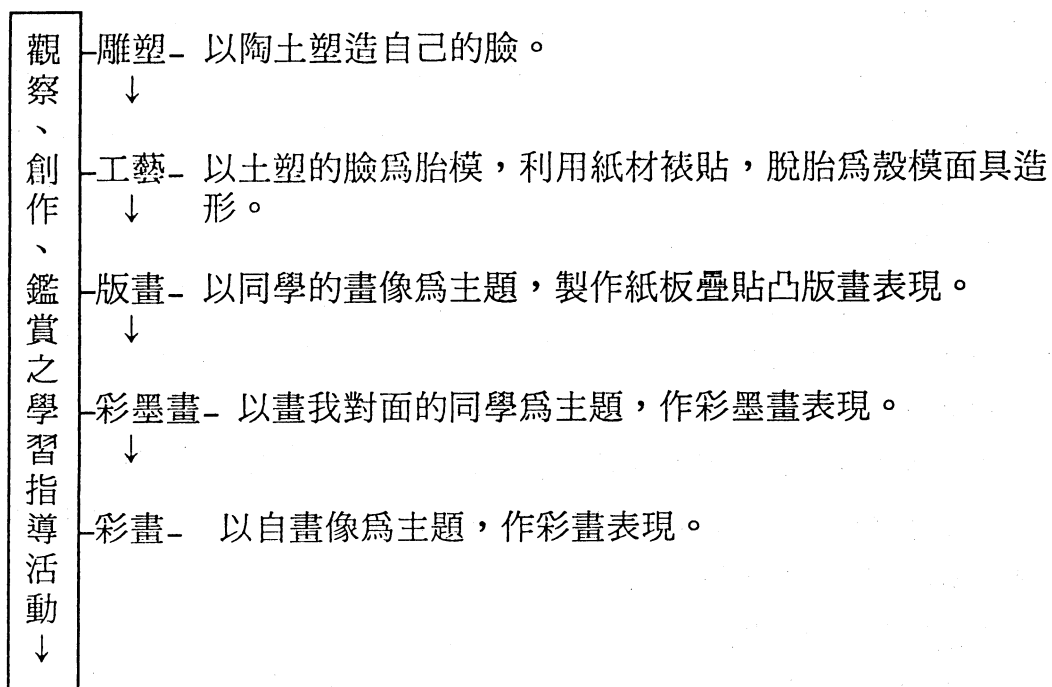 觀察、創作、鑑賞之學習指導活動↓
雕塑– 以陶土塑造自己的臉。
↓
工藝– 以土塑的臉爲胎模，利用紙材裱貼，脫胎爲殼模面具造
↓ 形。
版畫– 以同學的畫像爲主題，製作紙板疊貼凸版畫表現。
↓
彩墨畫– 以畫我對面的同學爲主題，作彩墨畫表現。
↓
彩畫– 以自畫像爲主題，作彩畫表現。